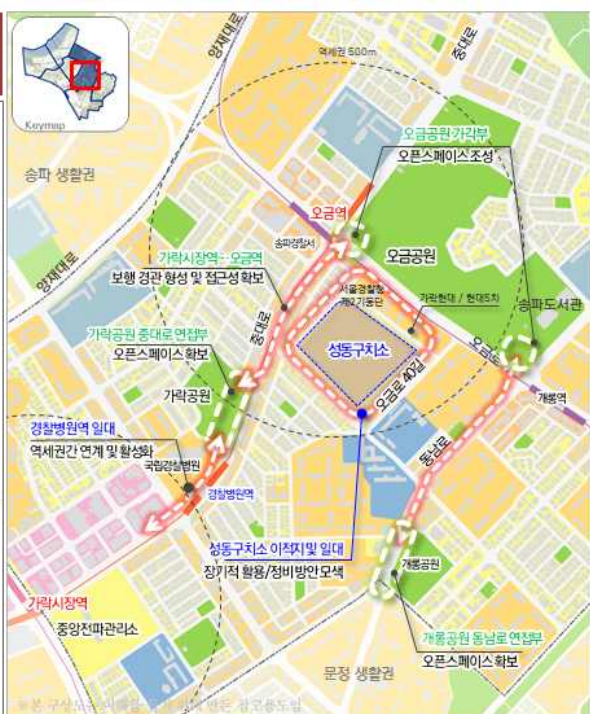 Keymap
양재대로
역세권 500m
중대로
오금공원 가각부
오픈스페이스 조성
송파 생활권
오금역
송파경찰서
가락시장역~오금역
보행 경관 형성 및 접근성 확보
오금공원
양재대로
서울경찰청
제2기동단
가락현대 / 현대5차
송파도서관
중대로
성동구치소
가락공원 중대로 연접부
오픈스페이스 확보
오금로
가락공원
오금로 40길
개롱역
경찰병원역 일대
역세권간 연계 및 활성화
국립경찰병원
동남로
경찰병원역
성동구치소 이적지 및 일대
장기적 활용/정비 방안 모색
개롱공원
가락시장역
중앙전파관리소
개롱공원 동남로 연접부
오픈스페이스 확보
문정 생활권